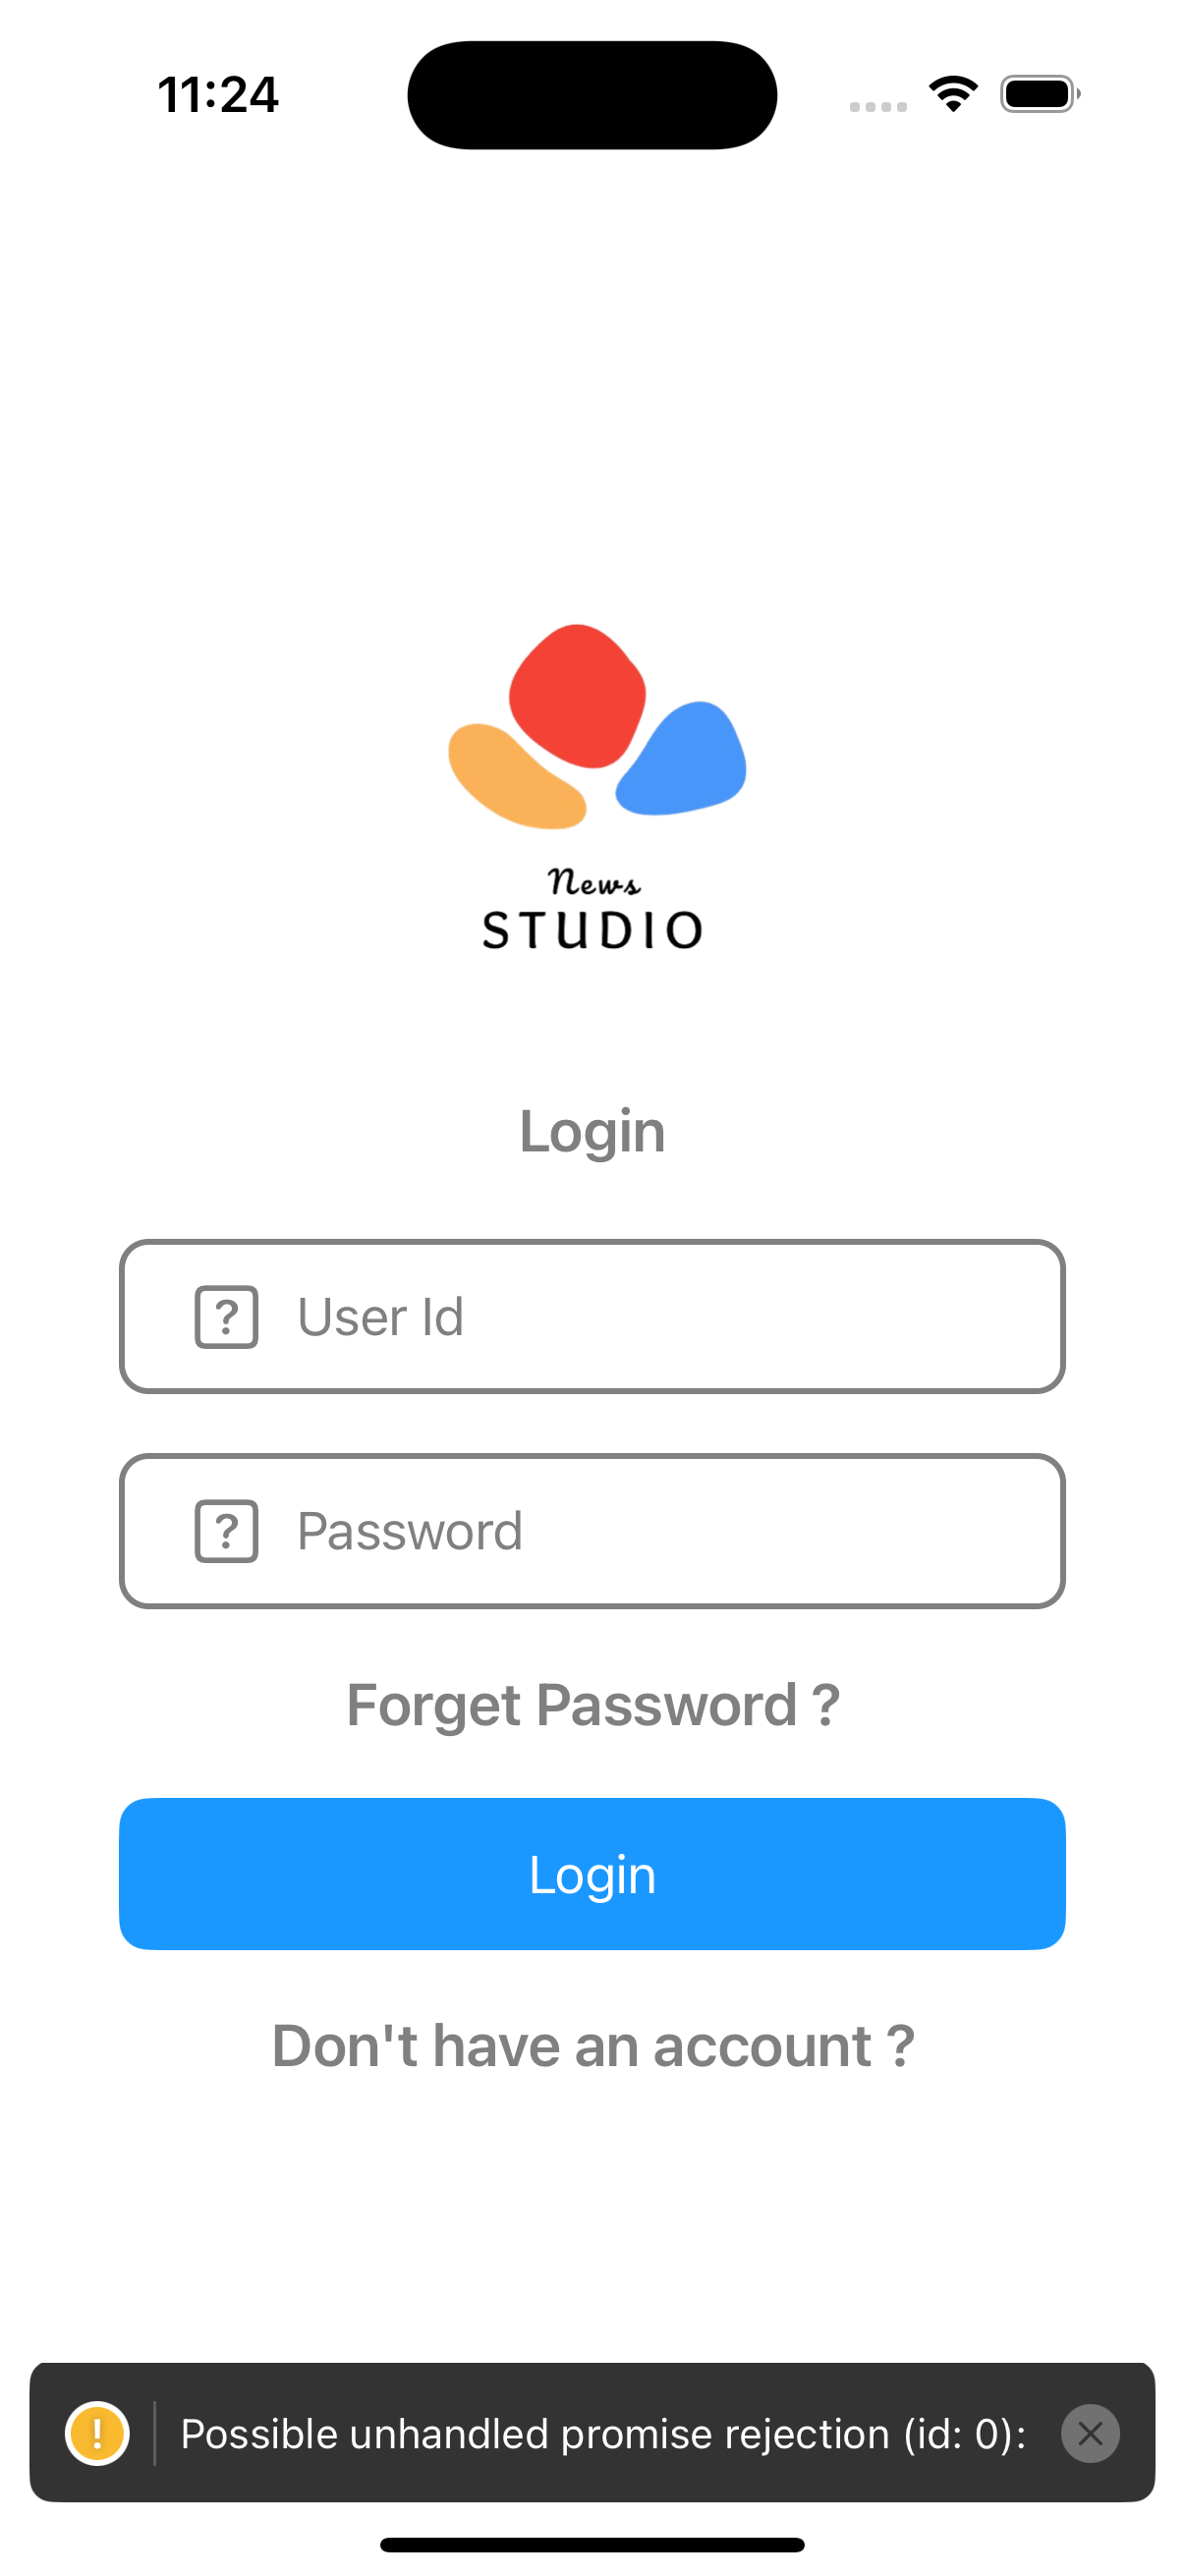 11:24
News
STUDIO
Login
? User Id
? Password
Forget Password ?
Login
Don't have an account ?
! Possible unhandled promise rejection (id: 0):